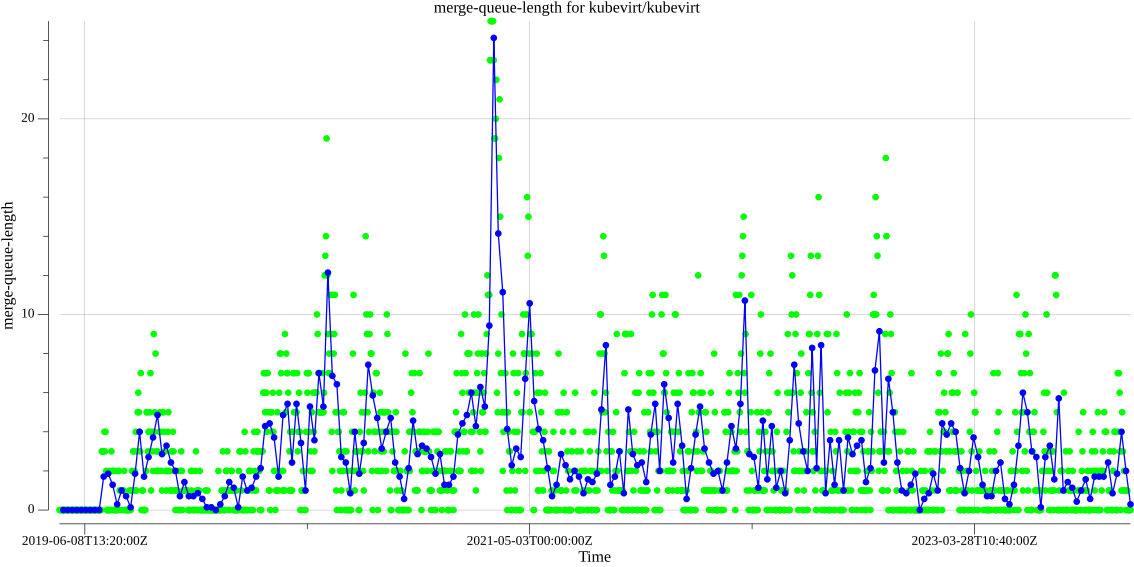 merge-queue-length for kubevirt/kubevirt
merge-queue-length
20
10
0
2019-06-08T13:20:00Z
2021-05-03T00:00:00Z
2023-03-28T10:40:00Z
Time